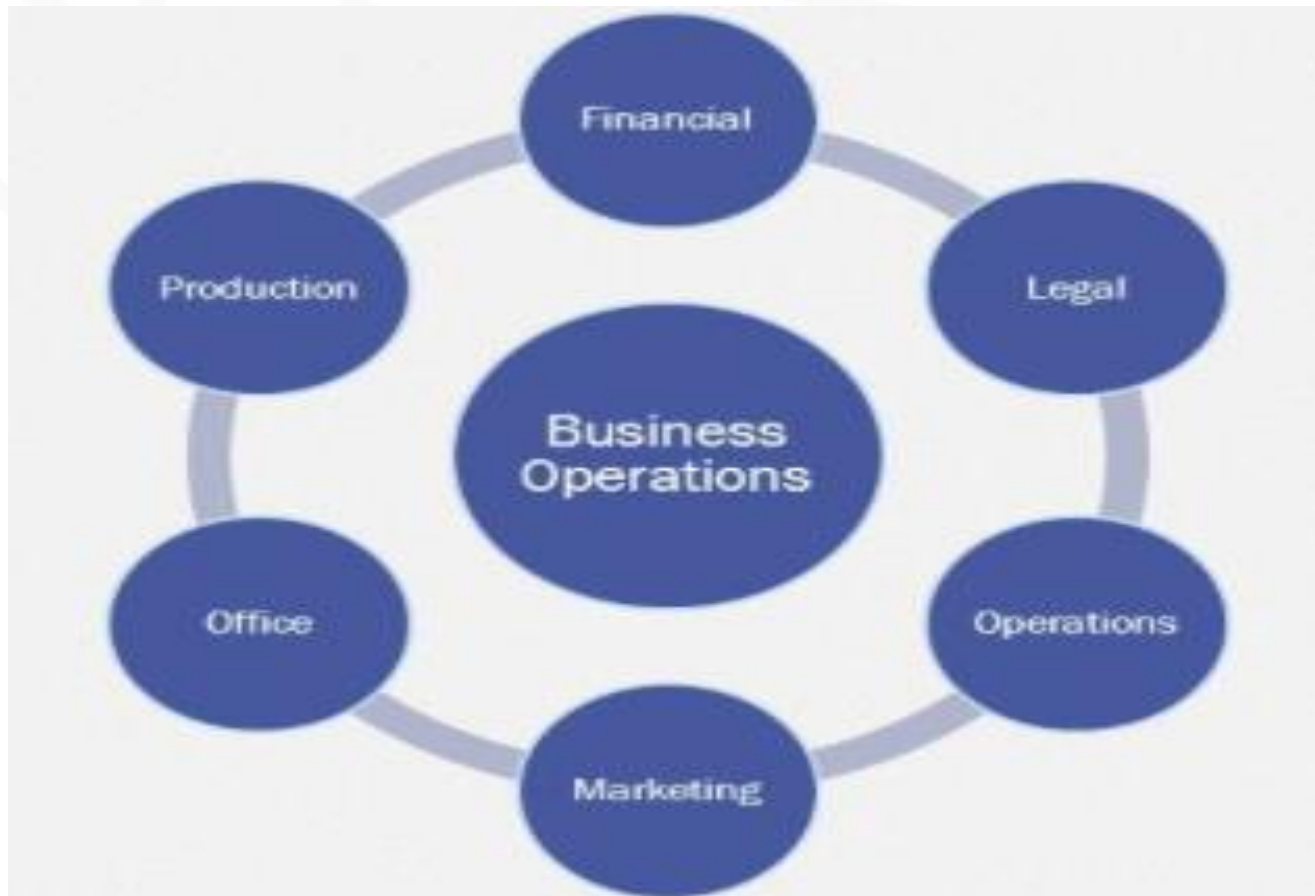 Financial
Production
Legal
Business
Operations
Office
Operations
Marketing